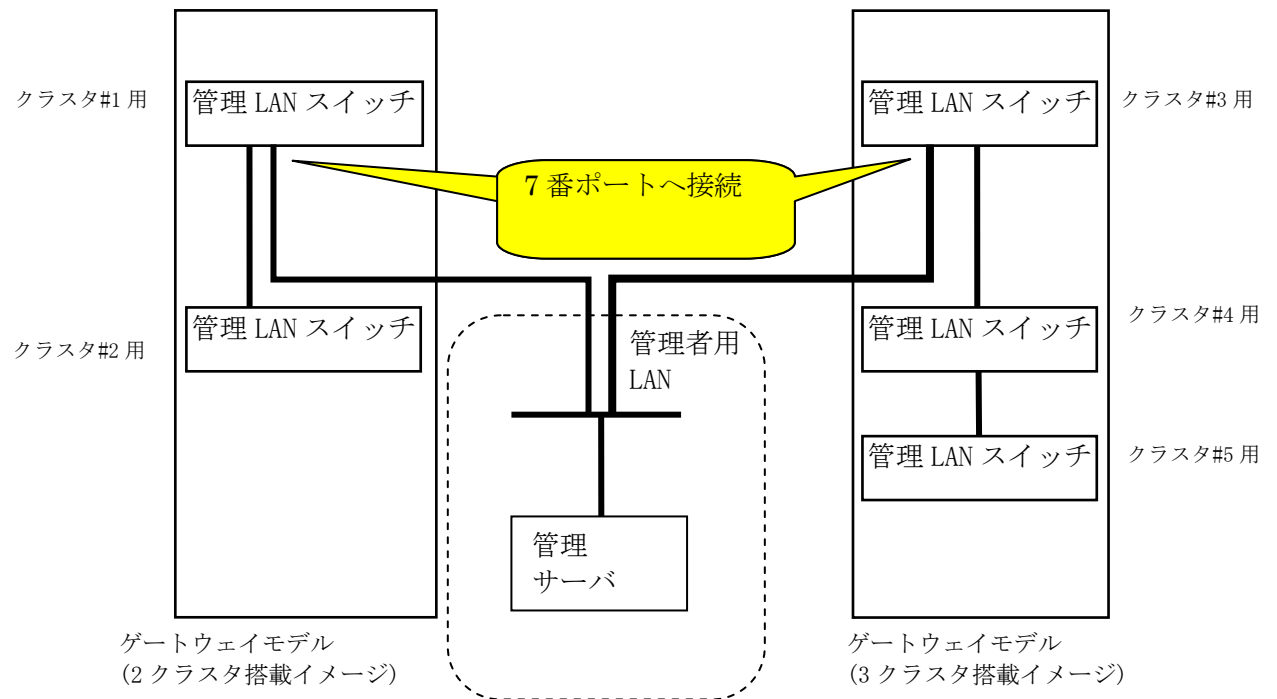 クラスタ#1 用
管理 LAN スイッチ
クラスタ#2 用
管理 LAN スイッチ
ゲートウェイモデル
(2 クラスタ搭載イメージ)
7 番ポートへ接続
管理者用
LAN
管理
サーバ
管理 LAN スイッチ
クラスタ#3 用
管理 LAN スイッチ
クラスタ#4 用
管理 LAN スイッチ
クラスタ#5 用
ゲートウェイモデル
(3 クラスタ搭載イメージ)